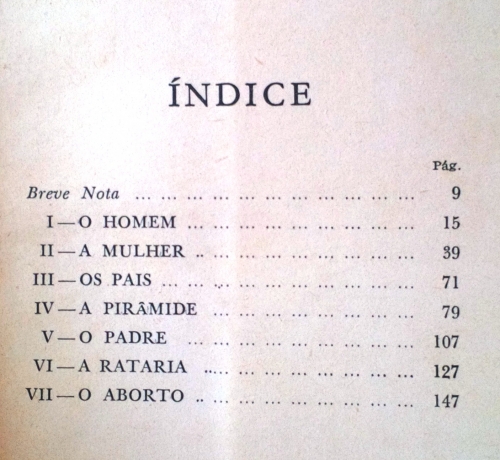 ÍNDICE
Pág.
Breve Nota ... ... ... ... ... ... ... ... ... ... ... 9
I — O HOMEM ... ... ... ... ... ... ... ... ... 15
II — A MULHER .. ... ... ... ... ... ... ... ... 39
III — OS PAIS ... ... ... ... ... ... ... ... ... ... 71
IV — A PIRÂMIDE ... ... ... ... ... ... ... ... 79
V — O PADRE ... ... ... ... ... ... ... ... ... 107
VI — A RATARIA ..... ... ... ... ... ... ... ... 127
VII — O ABORTO .. ... ... ... ... ... ... ... ... 147